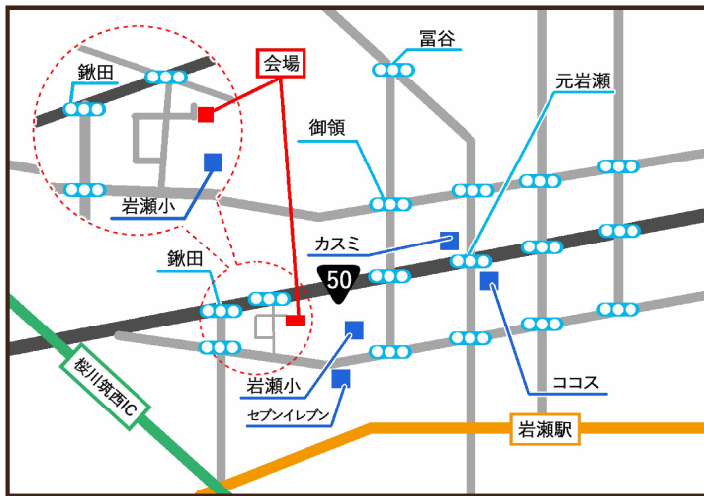 冨谷
鍬田
会場
元岩瀬
御領
岩瀬小
カスミ
鍬田
50
桜川筑西IC
岩瀬小
ココス
セブンイレブン
岩瀬駅